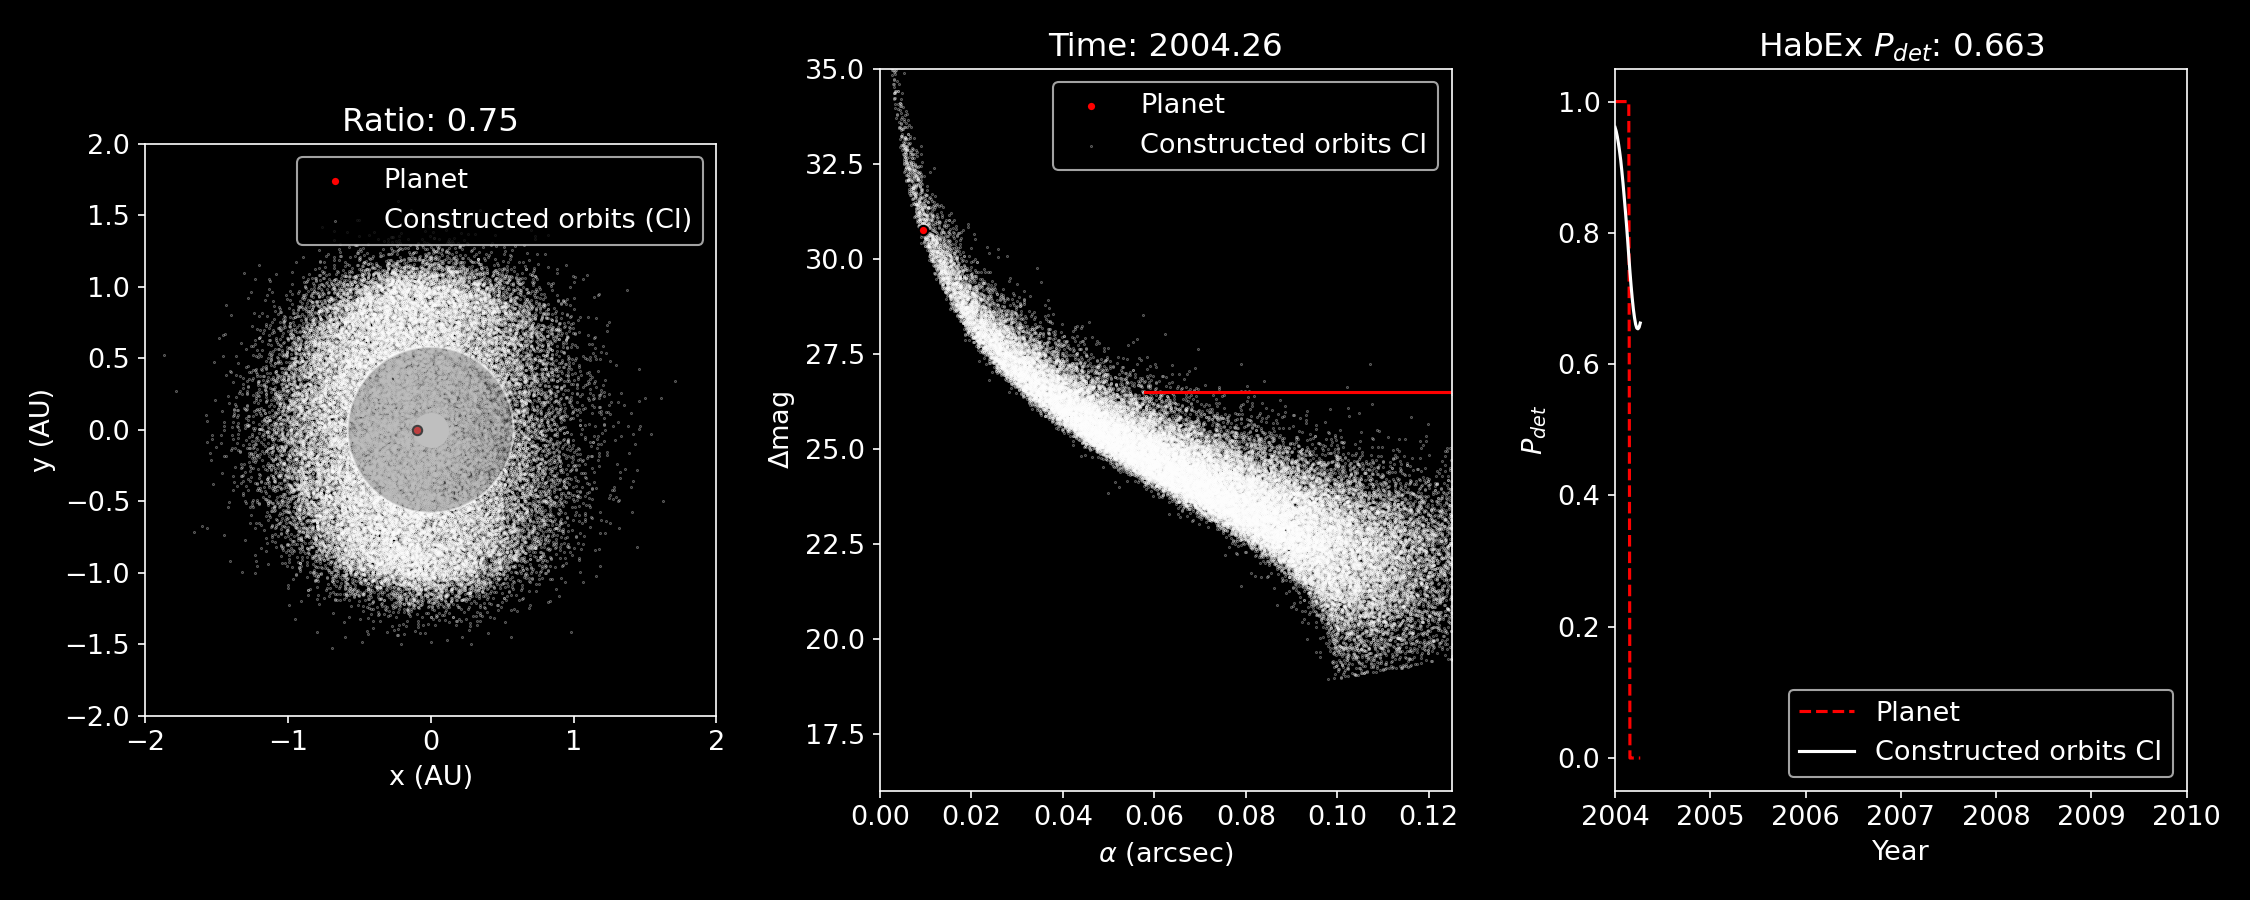 Ratio: 0.75
Planet
Constructed orbits (CI)
2.0
1.5
1.0
0.5
0.0
−0.5
−1.0
−1.5
−2.0
y (AU)
−2
−1
0
1
2
x (AU)
Time: 2004.26
Planet
Constructed orbits CI
35.0
32.5
30.0
27.5
25.0
22.5
20.0
17.5
Δmag
0.00
0.02
0.04
0.06
0.08
0.10
0.12
α (arcsec)
HabEx P_det: 0.663
1.0
0.8
0.6
0.4
0.2
0.0
P_det
Planet
Constructed orbits CI
2004
2005
2006
2007
2008
2009
2010
Year